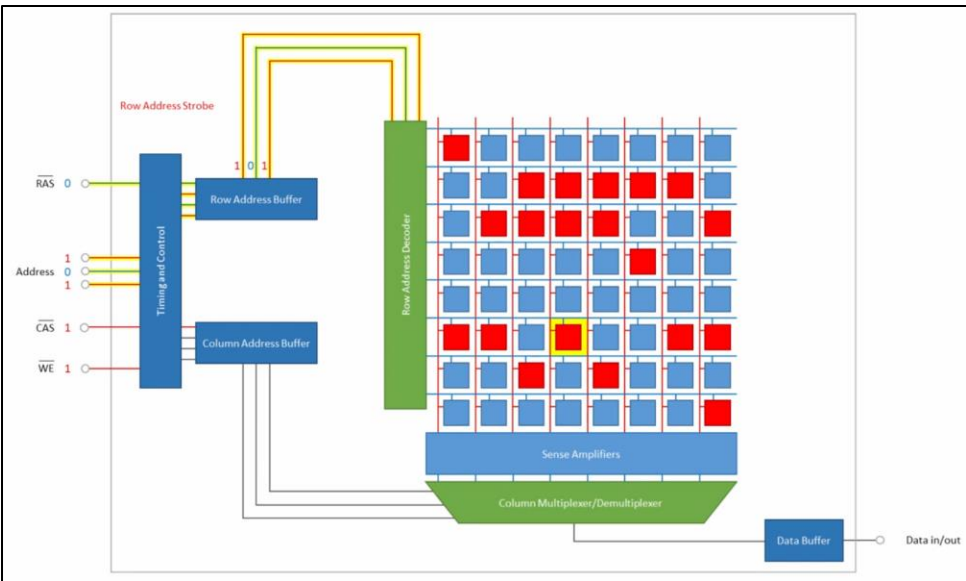 Row Address Strobe
1 0 1
RAS 0
Row Address Buffer
1
Address 0
1
Timing and Control
Row Address Decoder
CAS 1
Column Address Buffer
WE 1
Sense Amplifiers
Column Multiplexer/Demultiplexer
Data Buffer
Data in/out